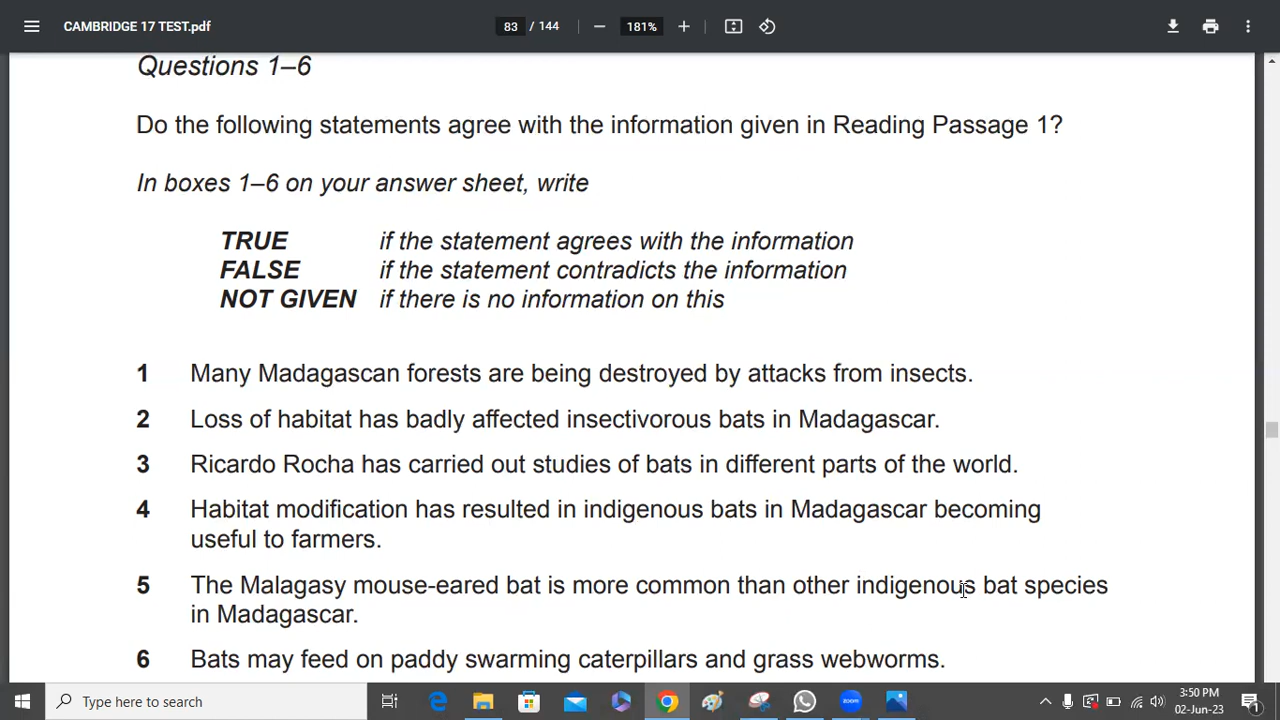 CAMBRIDGE 17 TEST.pdf
83 / 144
181%
Questions 1–6
Do the following statements agree with the information given in Reading Passage 1?
In boxes 1–6 on your answer sheet, write
TRUE if the statement agrees with the information
FALSE if the statement contradicts the information
NOT GIVEN if there is no information on this
1 Many Madagascan forests are being destroyed by attacks from insects.
2 Loss of habitat has badly affected insectivorous bats in Madagascar.
3 Ricardo Rocha has carried out studies of bats in different parts of the world.
4 Habitat modification has resulted in indigenous bats in Madagascar becoming
useful to farmers.
5 The Malagasy mouse-eared bat is more common than other indigenous bat species
in Madagascar.
6 Bats may feed on paddy swarming caterpillars and grass webworms.
Type here to search
zoom
3:50 PM
02-Jun-23
1